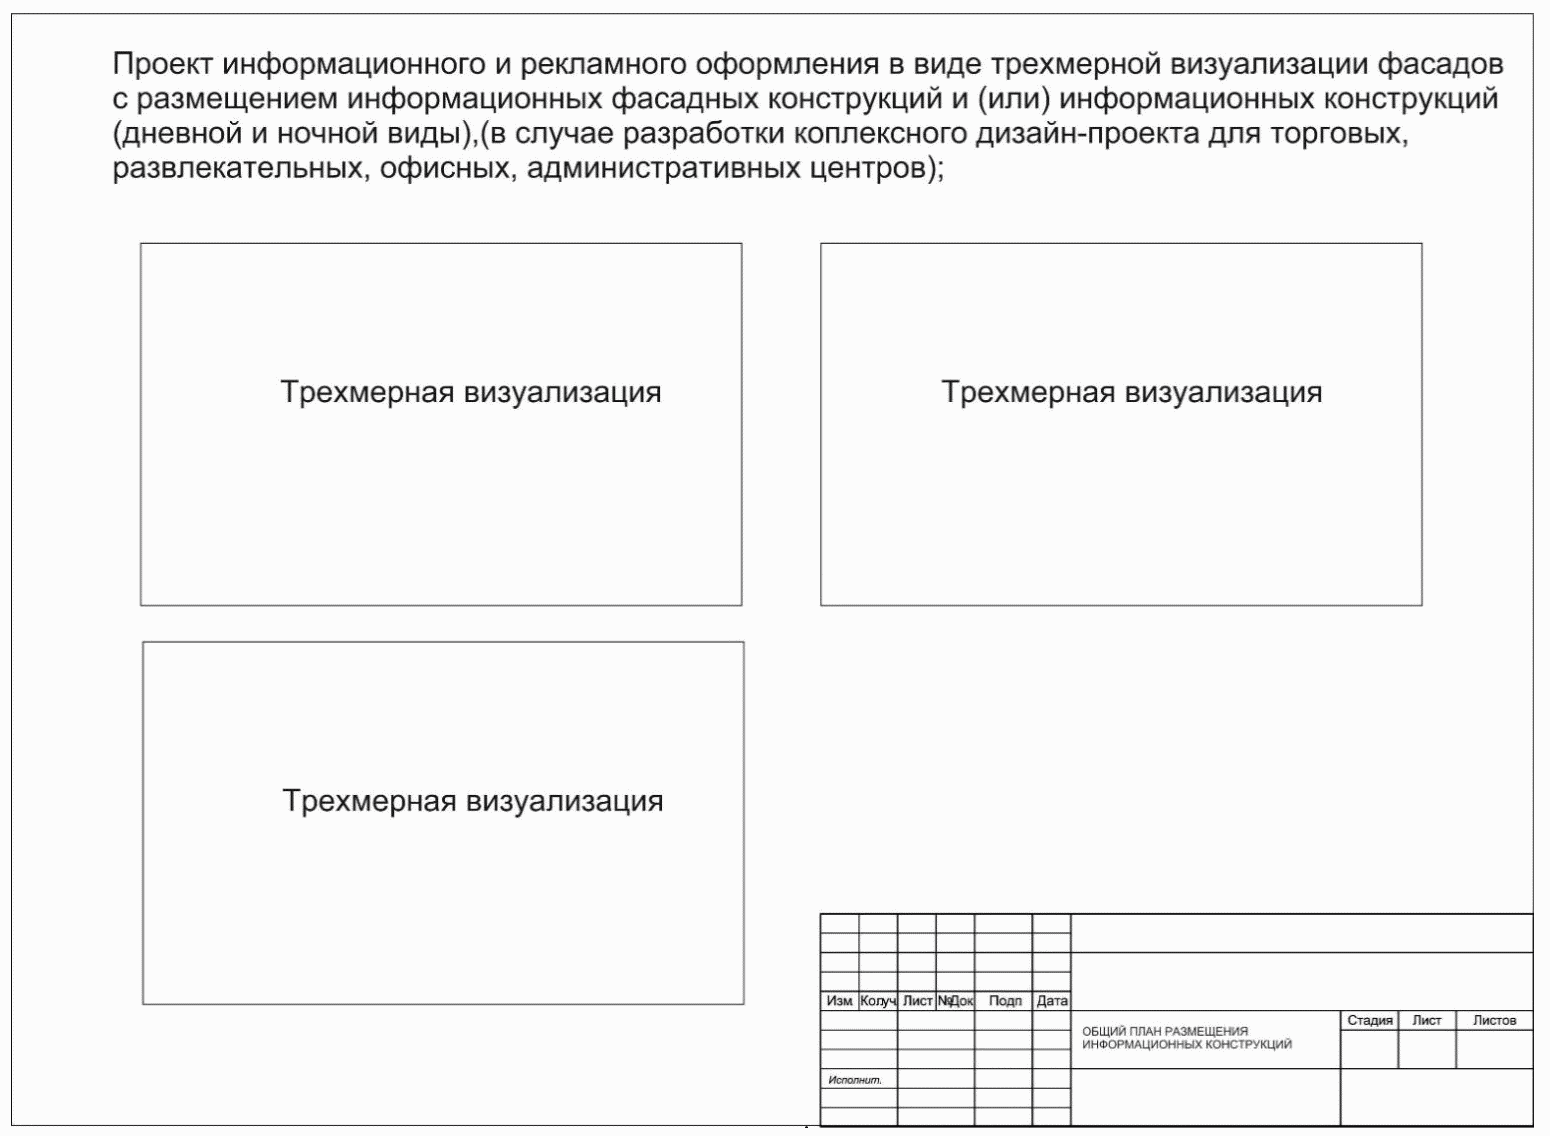 Проект информационного и рекламного оформления в виде трехмерной визуализации фасадов
с размещением информационных фасадных конструкций и (или) информационных конструкций
(дневной и ночной виды),(в случае разработки коплексного дизайн-проекта для торговых,
развлекательных, офисных, административных центров);
Трехмерная визуализация
Трехмерная визуализация
Трехмерная визуализация
Изм Колуч Лист №Док Подп Дата
Стадия Лист Листов
ОБЩИЙ ПЛАН РАЗМЕЩЕНИЯ
ИНФОРМАЦИОННЫХ КОНСТРУКЦИЙ
Исполнит.